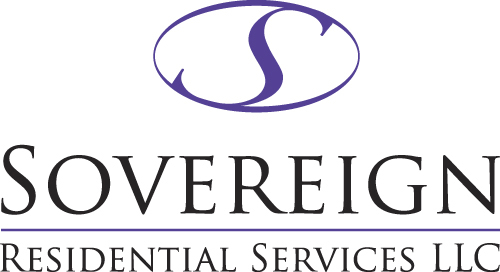 S
SOVEREIGN
RESIDENTIAL SERVICES LLC